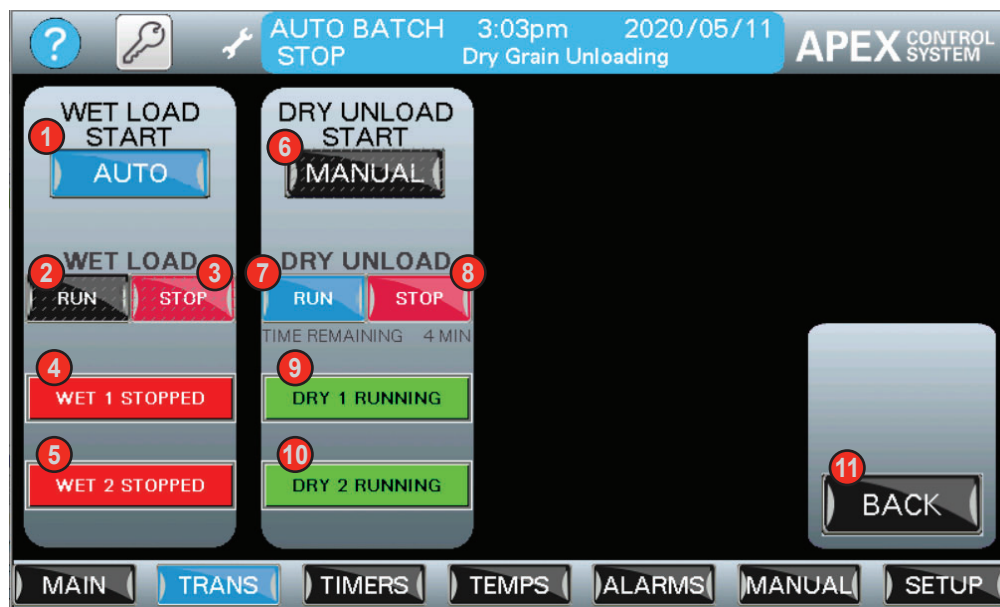 ?
AUTO BATCH STOP
3:03pm 2020/05/11
Dry Grain Unloading
APEX CONTROL SYSTEM
WET LOAD
START
1
AUTO
WET LOAD
2 3
RUN STOP
4
WET 1 STOPPED
5
WET 2 STOPPED
DRY UNLOAD
START
6
MANUAL
DRY UNLOAD
7 8
RUN STOP
TIME REMAINING 4 MIN
9
DRY 1 RUNNING
10
DRY 2 RUNNING
11
BACK
MAIN TRANS TIMERS TEMPS ALARMS MANUAL SETUP